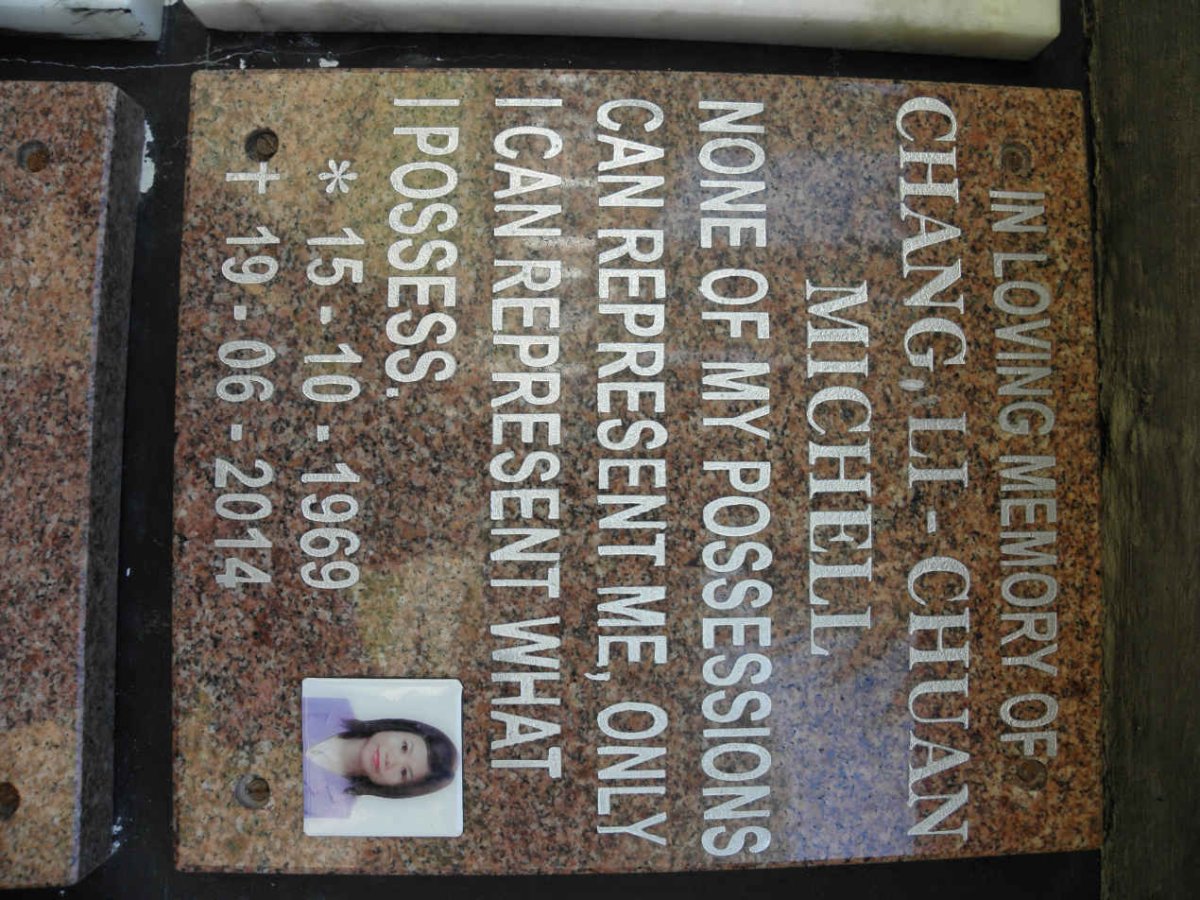 IN LOVING MEMORY OF
CHANG, LI - CHUAN
MICHELL
NONE OF MY POSSESSIONS
CAN REPRESENT ME, ONLY
I CAN REPRESENT WHAT
I POSSESS.
* 15 - 10 - 1969
✝ 19 - 06 - 2014